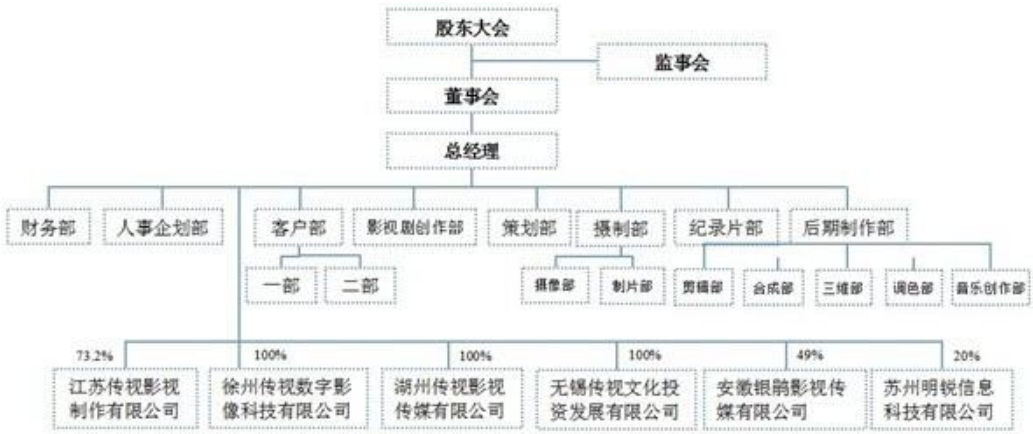 股东大会
监事会
董事会
总经理
财务部
人事企划部
客户部
影视剧创作部
策划部
摄制部
纪录片部
后期制作部
一部
二部
摄像部
制片部
剪辑部
合成部
三维部
调色部
音乐创作部
73.2%
100%
100%
100%
49%
20%
江苏传视影视
制作有限公司
徐州传视数字影
像科技有限公司
湖州传视影视
传媒有限公司
无锡传视文化投
资发展有限公司
安徽银鹃影视传
媒有限公司
苏州明锐信息
科技有限公司